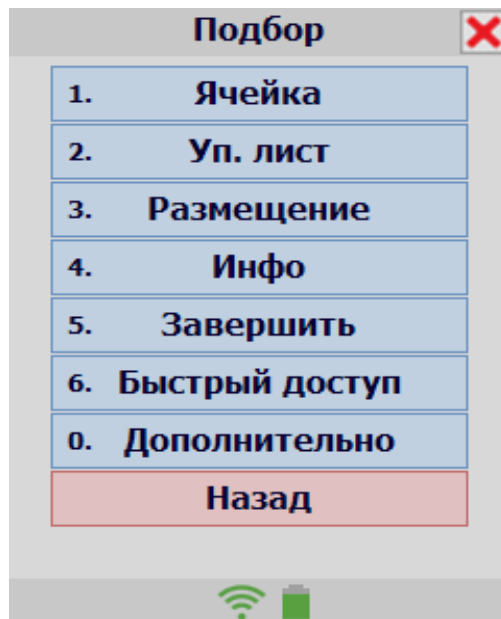 Подбор
1. Ячейка
2. Уп. лист
3. Размещение
4. Инфо
5. Завершить
6. Быстрый доступ
0. Дополнительно
Назад